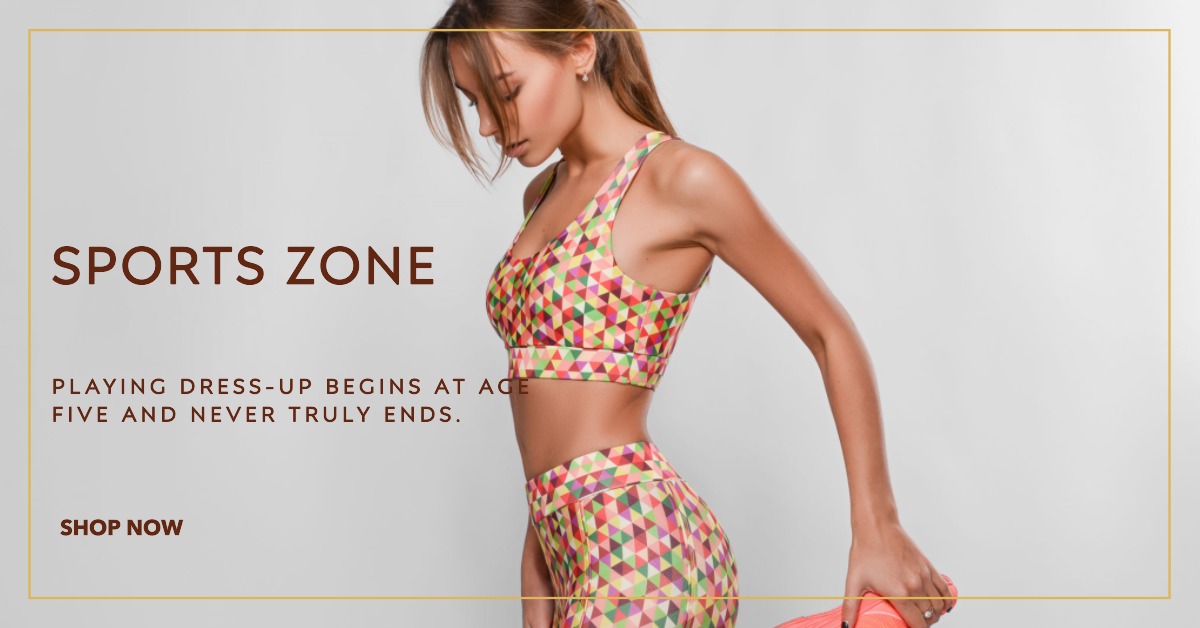 SPORTS ZONE
PLAYING DRESS-UP BEGINS AT AGE
FIVE AND NEVER TRULY ENDS.
SHOP NOW